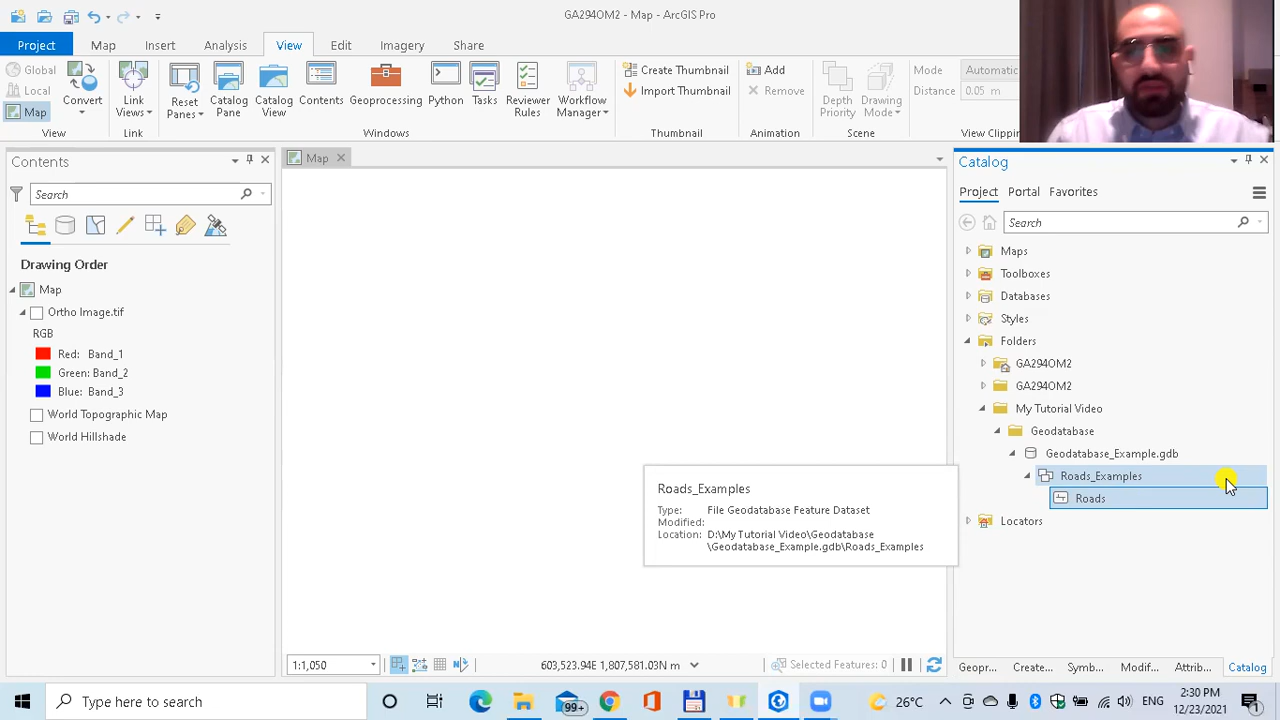 GA294OM2 - Map - ArcGIS Pro
Project Map Insert Analysis View Edit Imagery Share
Global
Local
Map
Convert
Link Views
Reset Panes
Catalog Pane
Catalog View
Contents
Geoprocessing
Python
Tasks
Reviewer Rules
Workflow Manager
Create Thumbnail
Import Thumbnail
Add
Remove
Depth Priority
Drawing Mode
Mode Automatic
Distance 0.05 m
View Link Windows Thumbnail Animation Scene View Clipping
Contents
Search
Drawing Order
Map
Ortho Image.tif
RGB
Red: Band_1
Green: Band_2
Blue: Band_3
World Topographic Map
World Hillshade
Map
Roads_Examples
Type: File Geodatabase Feature Dataset
Modified:
Location: D:\My Tutorial Video\Geodatabase
\Geodatabase_Example.gdb\Roads_Examples
1:1,050
603,523.94E 1,807,581.03N m
Selected Features: 0
Catalog
Project Portal Favorites
Search
Maps
Toolboxes
Databases
Styles
Folders
GA294OM2
GA294OM2
My Tutorial Video
Geodatabase
Geodatabase_Example.gdb
Roads_Examples
Roads
Locators
Geopr... Create... Symb... Modif... Attrib... Catalog
Type here to search
99+
26°C
ENG
2:30 PM
12/23/2021
1